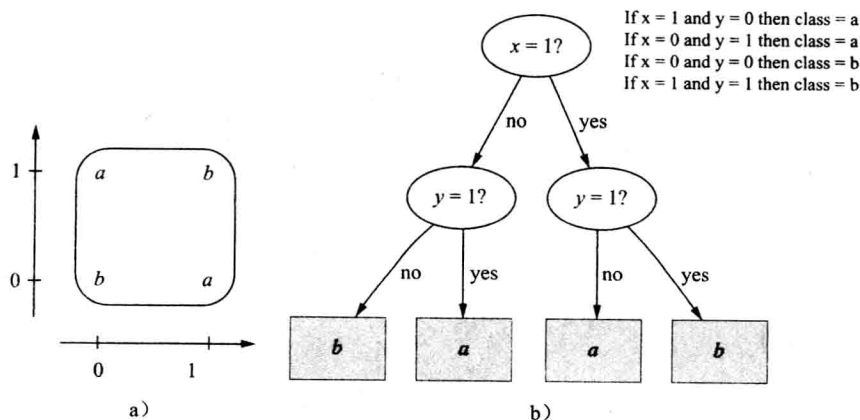 If x = 1 and y = 0 then class = a
If x = 0 and y = 1 then class = a
If x = 0 and y = 0 then class = b
If x = 1 and y = 1 then class = b
x = 1?
no
yes
y = 1?
y = 1?
no
yes
no
yes
b
a
a
b
b)
1
a
b
0
b
a
0
1
a)